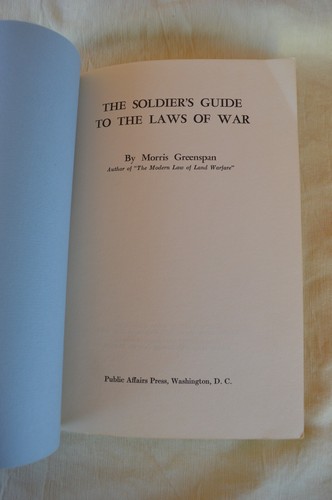 THE SOLDIER'S GUIDE
TO THE LAWS OF WAR
By Morris Greenspan
Author of "The Modern Law of Land Warfare"
Public Affairs Press, Washington, D. C.